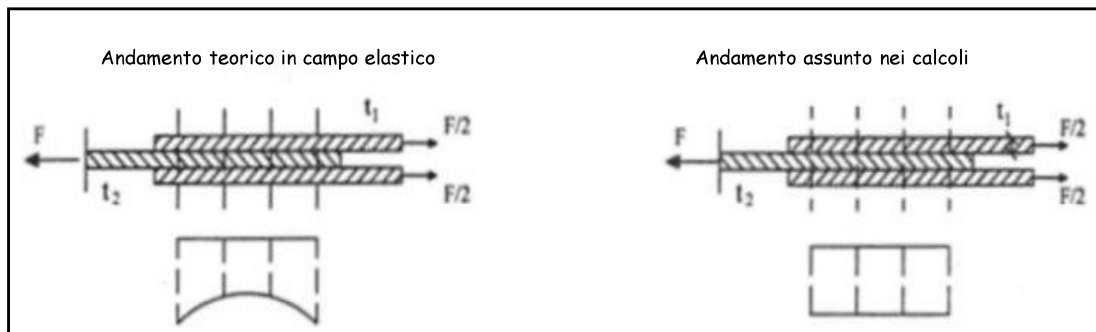 Andamento teorico in campo elastico
t1
F
F/2
t2
F/2
Andamento assunto nei calcoli
t1
F
F/2
t2
F/2